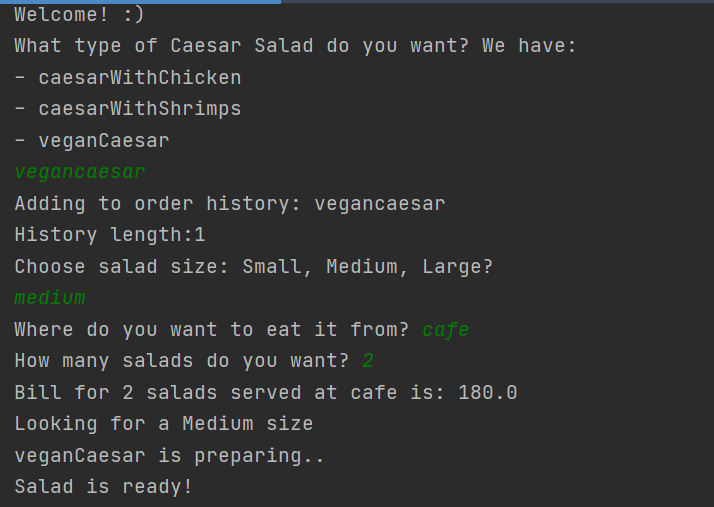 Welcome! :)
What type of Caesar Salad do you want? We have:
- caesarWithChicken
- caesarWithShrimps
- veganCaesar
vegancaesar
Adding to order history: vegancaesar
History length:1
Choose salad size: Small, Medium, Large?
medium
Where do you want to eat it from? cafe
How many salads do you want? 2
Bill for 2 salads served at cafe is: 180.0
Looking for a Medium size
veganCaesar is preparing..
Salad is ready!